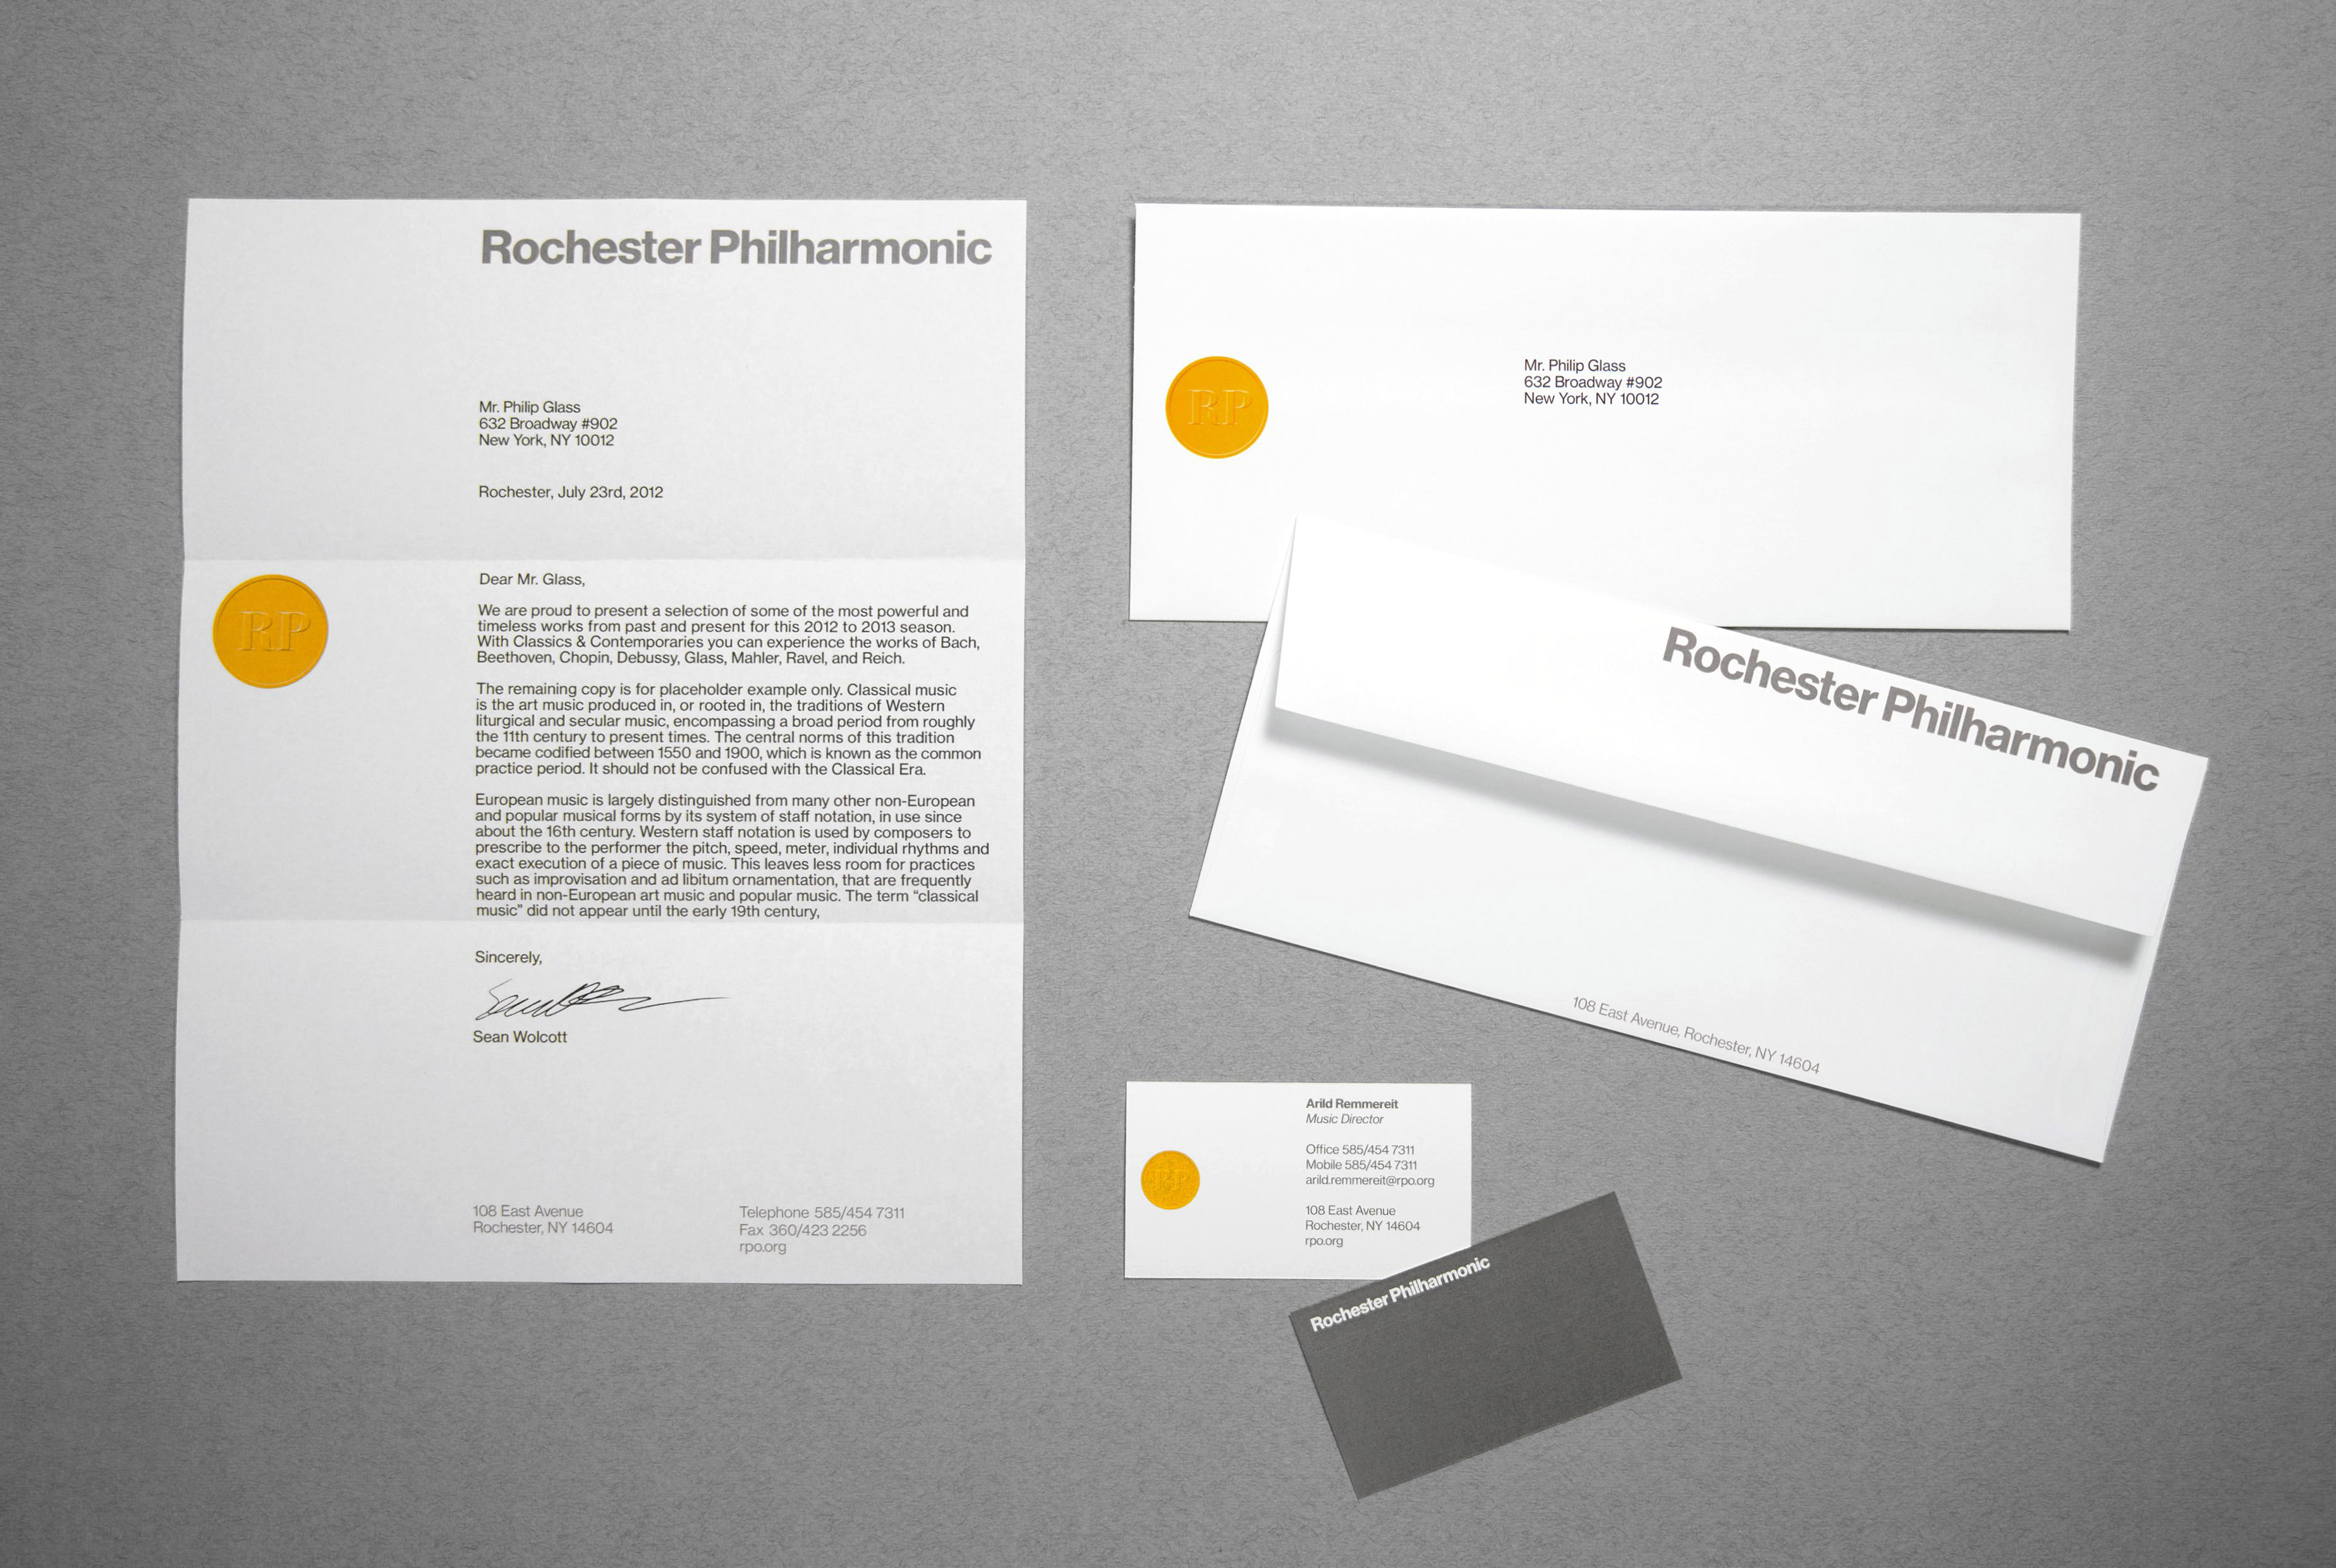 Rochester Philharmonic
Mr. Philip Glass
632 Broadway #902
New York, NY 10012
Rochester, July 23rd, 2012
RP
Dear Mr. Glass,
We are proud to present a selection of some of the most powerful and
timeless works from past and present for this 2012 to 2013 season.
With Classics & Contemporaries you can experience the works of Bach,
Beethoven, Chopin, Debussy, Glass, Mahler, Ravel, and Reich.
The remaining copy is for placeholder example only. Classical music
is the art music produced in, or rooted in, the traditions of Western
liturgical and secular music, encompassing a broad period from roughly
the 11th century to present times. The central norms of this tradition
became codified between 1550 and 1900, which is known as the common
practice period. It should not be confused with the Classical Era.
European music is largely distinguished from many other non-European
and popular musical forms by its system of staff notation, in use since
about the 16th century. Western staff notation is used by composers to
prescribe to the performer the pitch, speed, meter, individual rhythms and
exact execution of a piece of music. This leaves less room for practices
such as improvisation and ad libitum ornamentation, that are frequently
heard in non-European art music and popular music. The term “classical
music” did not appear until the early 19th century,
Sincerely,
Sean Wolcott
108 East Avenue
Rochester, NY 14604
Telephone 585/454 7311
Fax 360/423 2256
rpo.org
RP
Mr. Philip Glass
632 Broadway #902
New York, NY 10012
Rochester Philharmonic
108 East Avenue, Rochester, NY 14604
RP
Arild Remmereit
Music Director
Office 585/454 7311
Mobile 585/454 7311
arild.remmereit@rpo.org
108 East Avenue
Rochester, NY 14604
rpo.org
Rochester Philharmonic